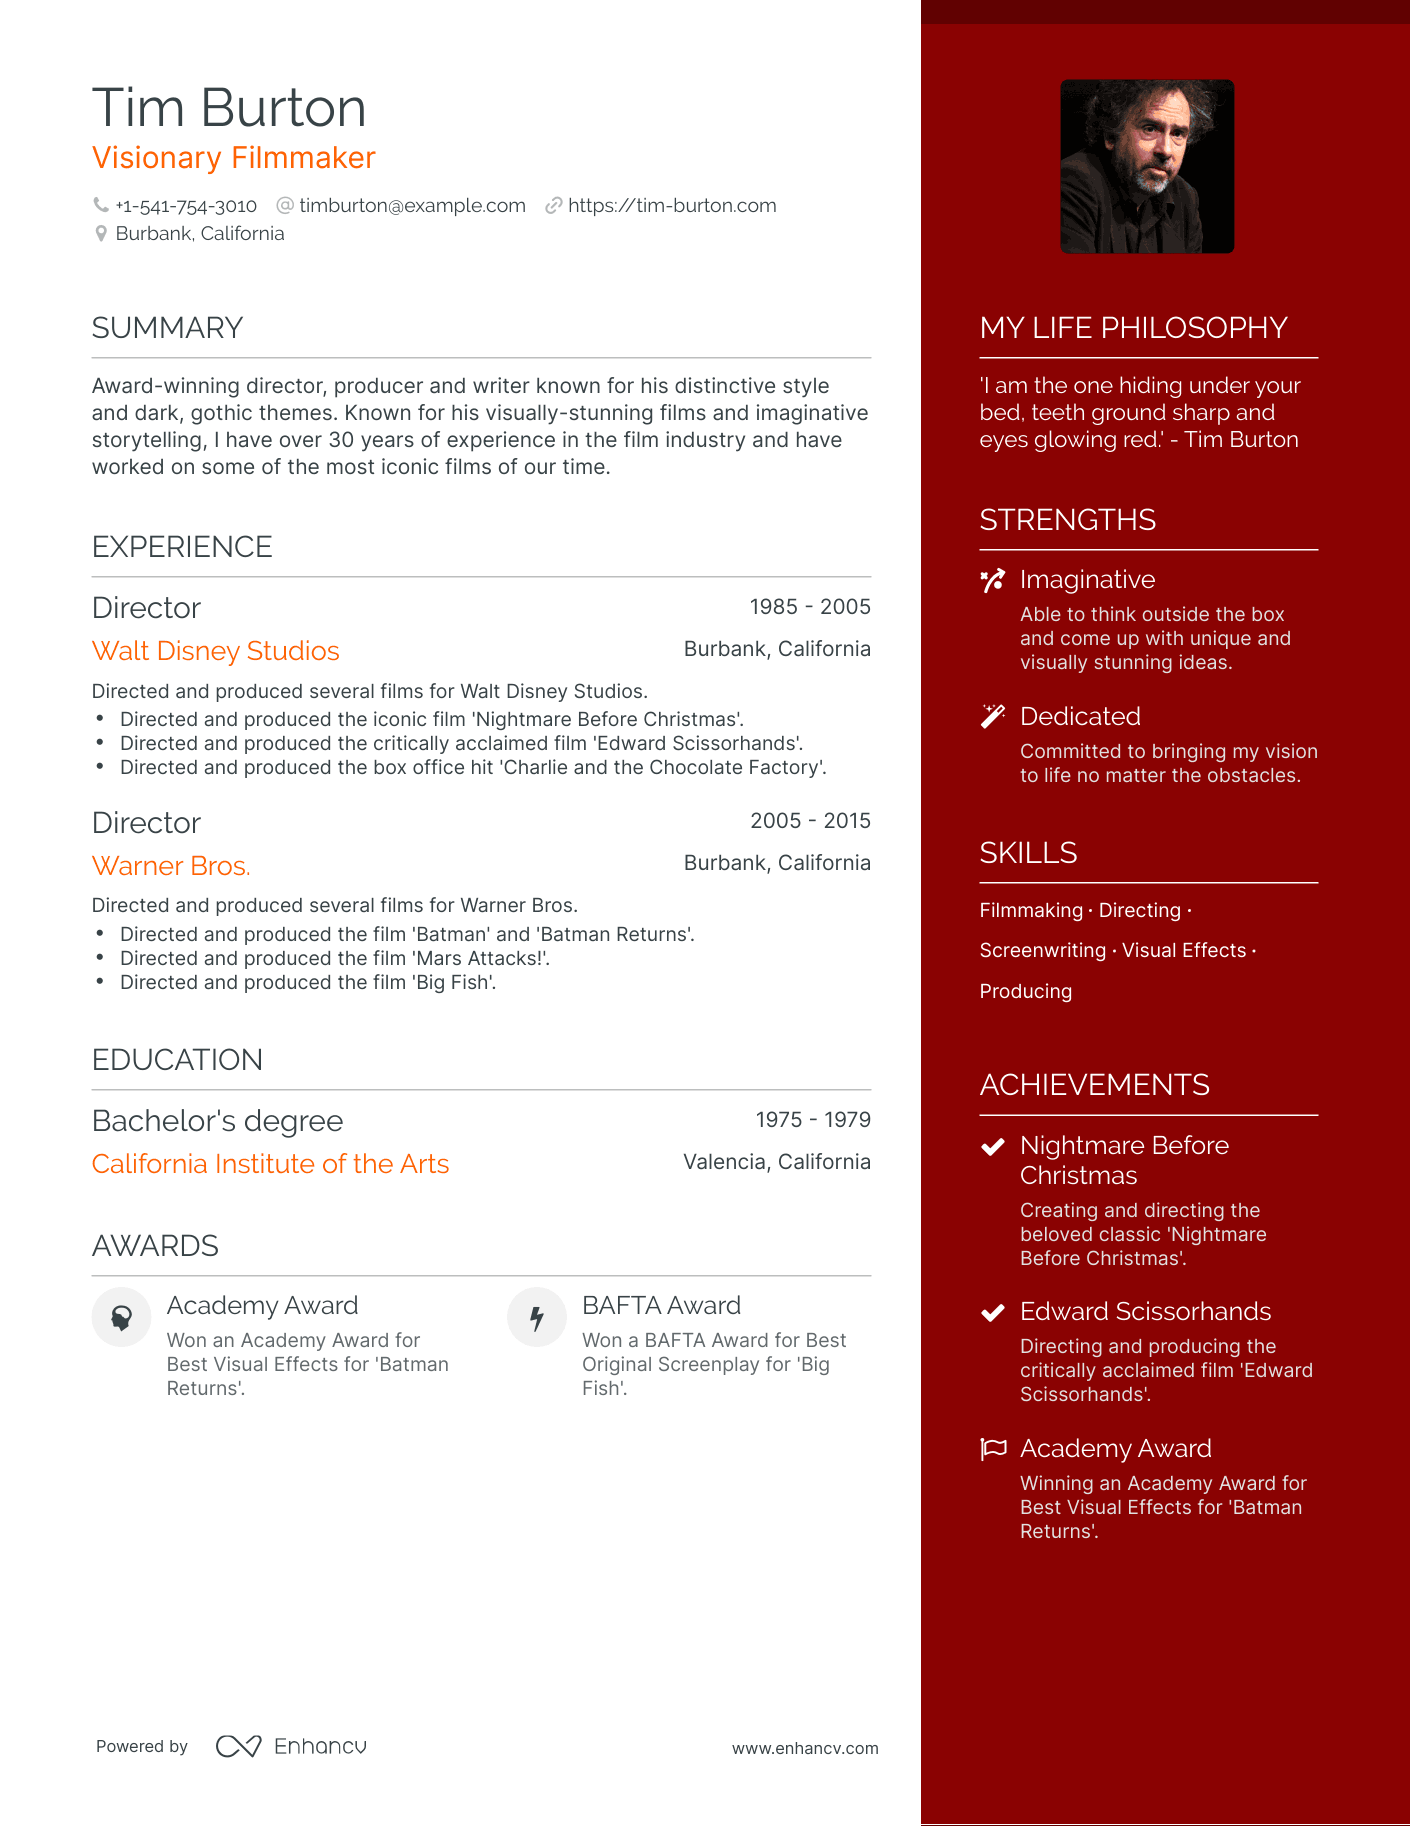 Tim Burton
Visionary Filmmaker
+1-541-754-3010 timburton@example.com https://tim-burton.com
Burbank, California
SUMMARY
Award-winning director, producer and writer known for his distinctive style
and dark, gothic themes. Known for his visually-stunning films and imaginative
storytelling, I have over 30 years of experience in the film industry and have
worked on some of the most iconic films of our time.
EXPERIENCE
Director 1985 - 2005
Walt Disney Studios Burbank, California
Directed and produced several films for Walt Disney Studios.
• Directed and produced the iconic film 'Nightmare Before Christmas'.
• Directed and produced the critically acclaimed film 'Edward Scissorhands'.
• Directed and produced the box office hit 'Charlie and the Chocolate Factory'.
Director 2005 - 2015
Warner Bros. Burbank, California
Directed and produced several films for Warner Bros.
• Directed and produced the film 'Batman' and 'Batman Returns'.
• Directed and produced the film 'Mars Attacks!'.
• Directed and produced the film 'Big Fish'.
EDUCATION
Bachelor's degree 1975 - 1979
California Institute of the Arts Valencia, California
AWARDS
Academy Award
Won an Academy Award for
Best Visual Effects for 'Batman
Returns'.
BAFTA Award
Won a BAFTA Award for Best
Original Screenplay for 'Big
Fish'.
MY LIFE PHILOSOPHY
'I am the one hiding under your
bed, teeth ground sharp and
eyes glowing red.' - Tim Burton
STRENGTHS
Imaginative
Able to think outside the box
and come up with unique and
visually stunning ideas.
Dedicated
Committed to bringing my vision
to life no matter the obstacles.
SKILLS
Filmmaking · Directing ·
Screenwriting · Visual Effects ·
Producing
ACHIEVEMENTS
Nightmare Before
Christmas
Creating and directing the
beloved classic 'Nightmare
Before Christmas'.
Edward Scissorhands
Directing and producing the
critically acclaimed film 'Edward
Scissorhands'.
Academy Award
Winning an Academy Award for
Best Visual Effects for 'Batman
Returns'.
Powered by Enhancv www.enhancv.com